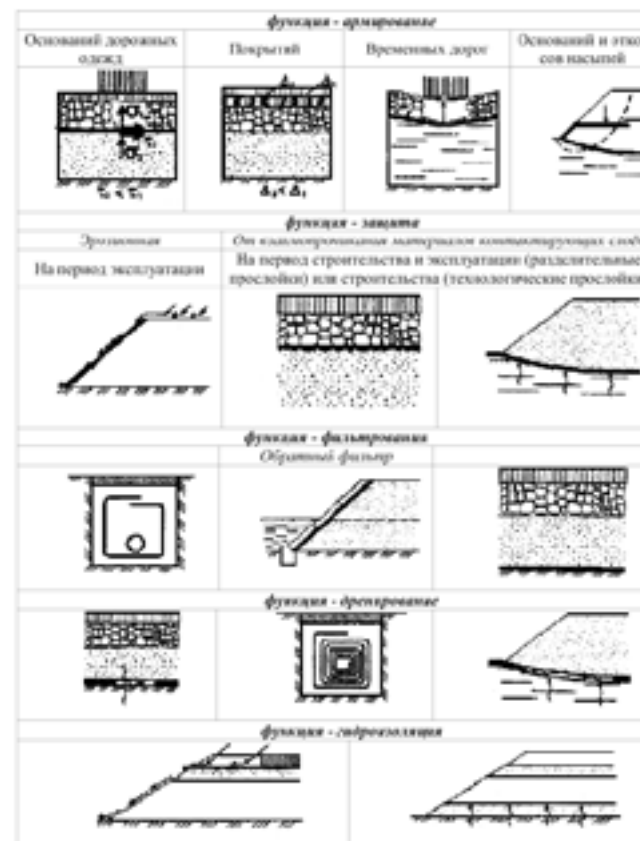 функция - армирование
Оснований дорожных
одежд
Покрытий
Временных дорог
Оснований и отко
сов насыпей
функция - защита
Эрозионная
От взаимопроникания материалов контактирующих слоё
На период эксплуатации
На период строительства и эксплуатации (разделительные
прослойки) или строительства (технологические прослойки
функция - фильтрования
Обратный фильтр
функция - дренирование
функция - гидроизоляция